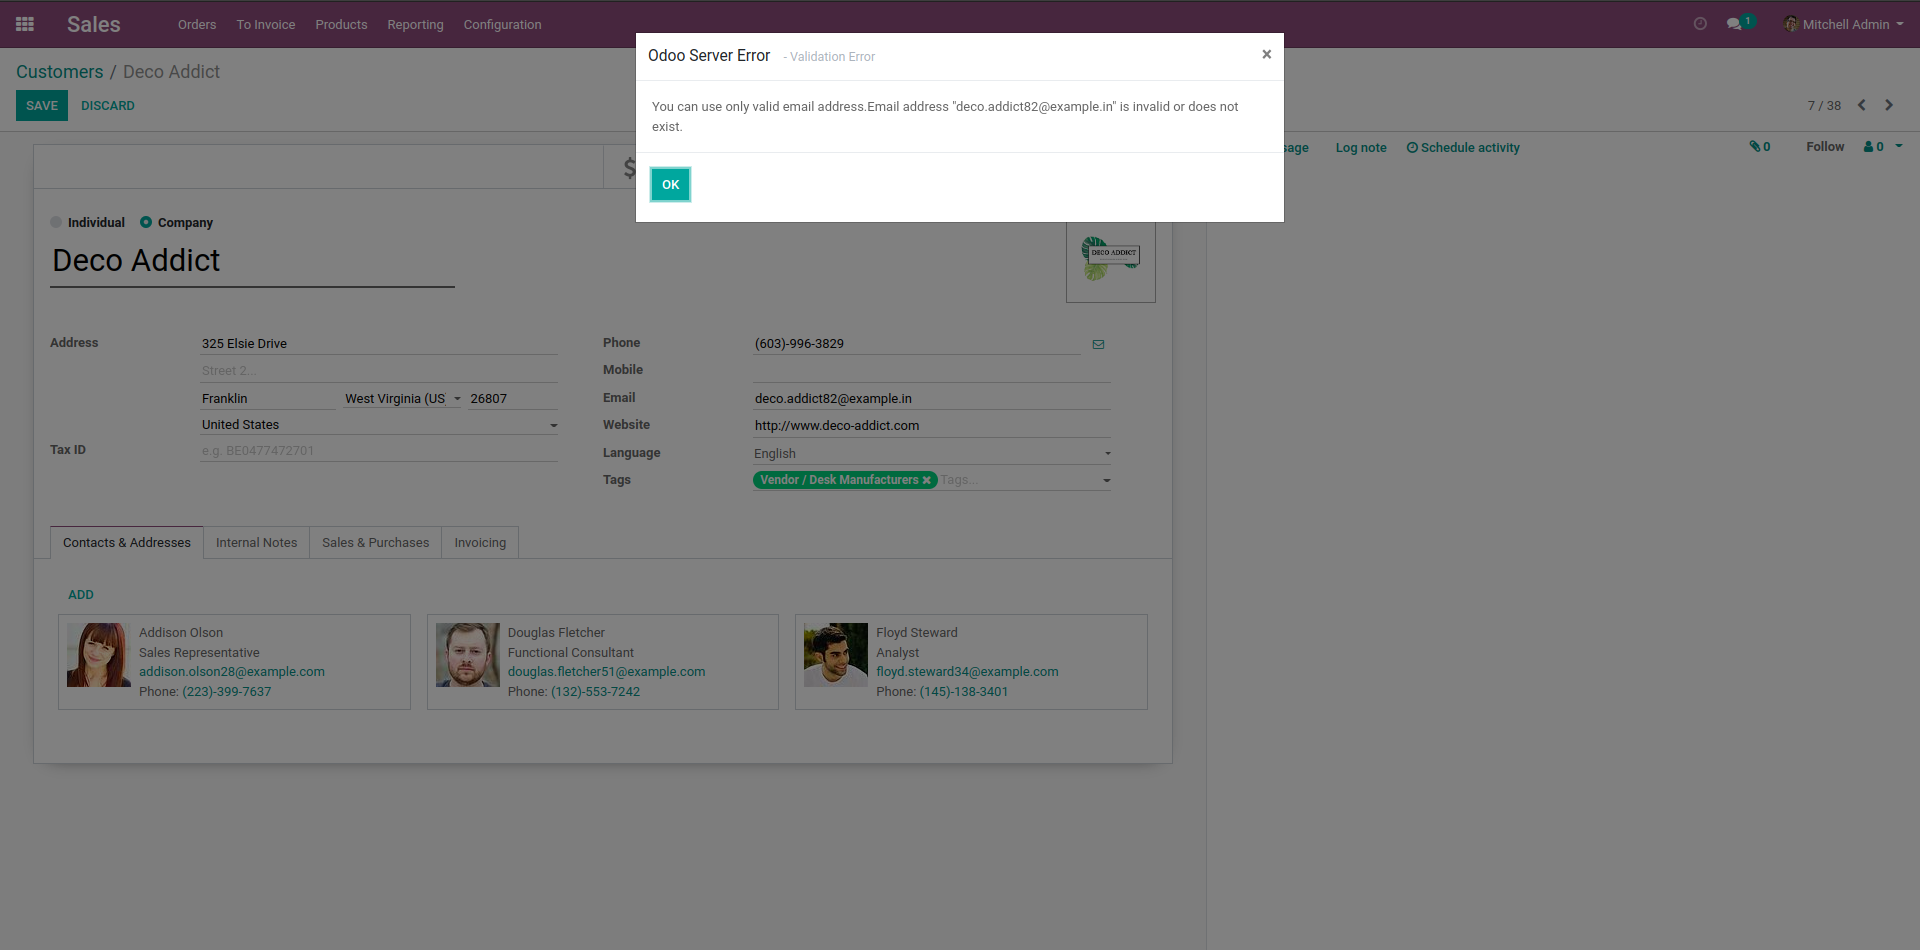 Sales
Orders
To Invoice
Products
Reporting
Configuration
1
Mitchell Admin
Odoo Server Error - Validation Error
×
You can use only valid email address.Email address "deco.addict82@example.in" is invalid or does not
exist.
OK
Customers / Deco Addict
SAVE
DISCARD
7 / 38
Log note
Schedule activity
0
Follow
0
$
Individual
Company
Deco Addict
DECO ADDICT
Address
325 Elsie Drive
Street 2...
Franklin
West Virginia (US
26807
United States
Tax ID
e.g. BE0477472701
Phone
(603)-996-3829
Mobile
Email
deco.addict82@example.in
Website
http://www.deco-addict.com
Language
English
Tags
Vendor / Desk Manufacturers ×
Tags...
Contacts & Addresses
Internal Notes
Sales & Purchases
Invoicing
ADD
Addison Olson
Sales Representative
addison.olson28@example.com
Phone: (223)-399-7637
Douglas Fletcher
Functional Consultant
douglas.fletcher51@example.com
Phone: (132)-553-7242
Floyd Steward
Analyst
floyd.steward34@example.com
Phone: (145)-138-3401